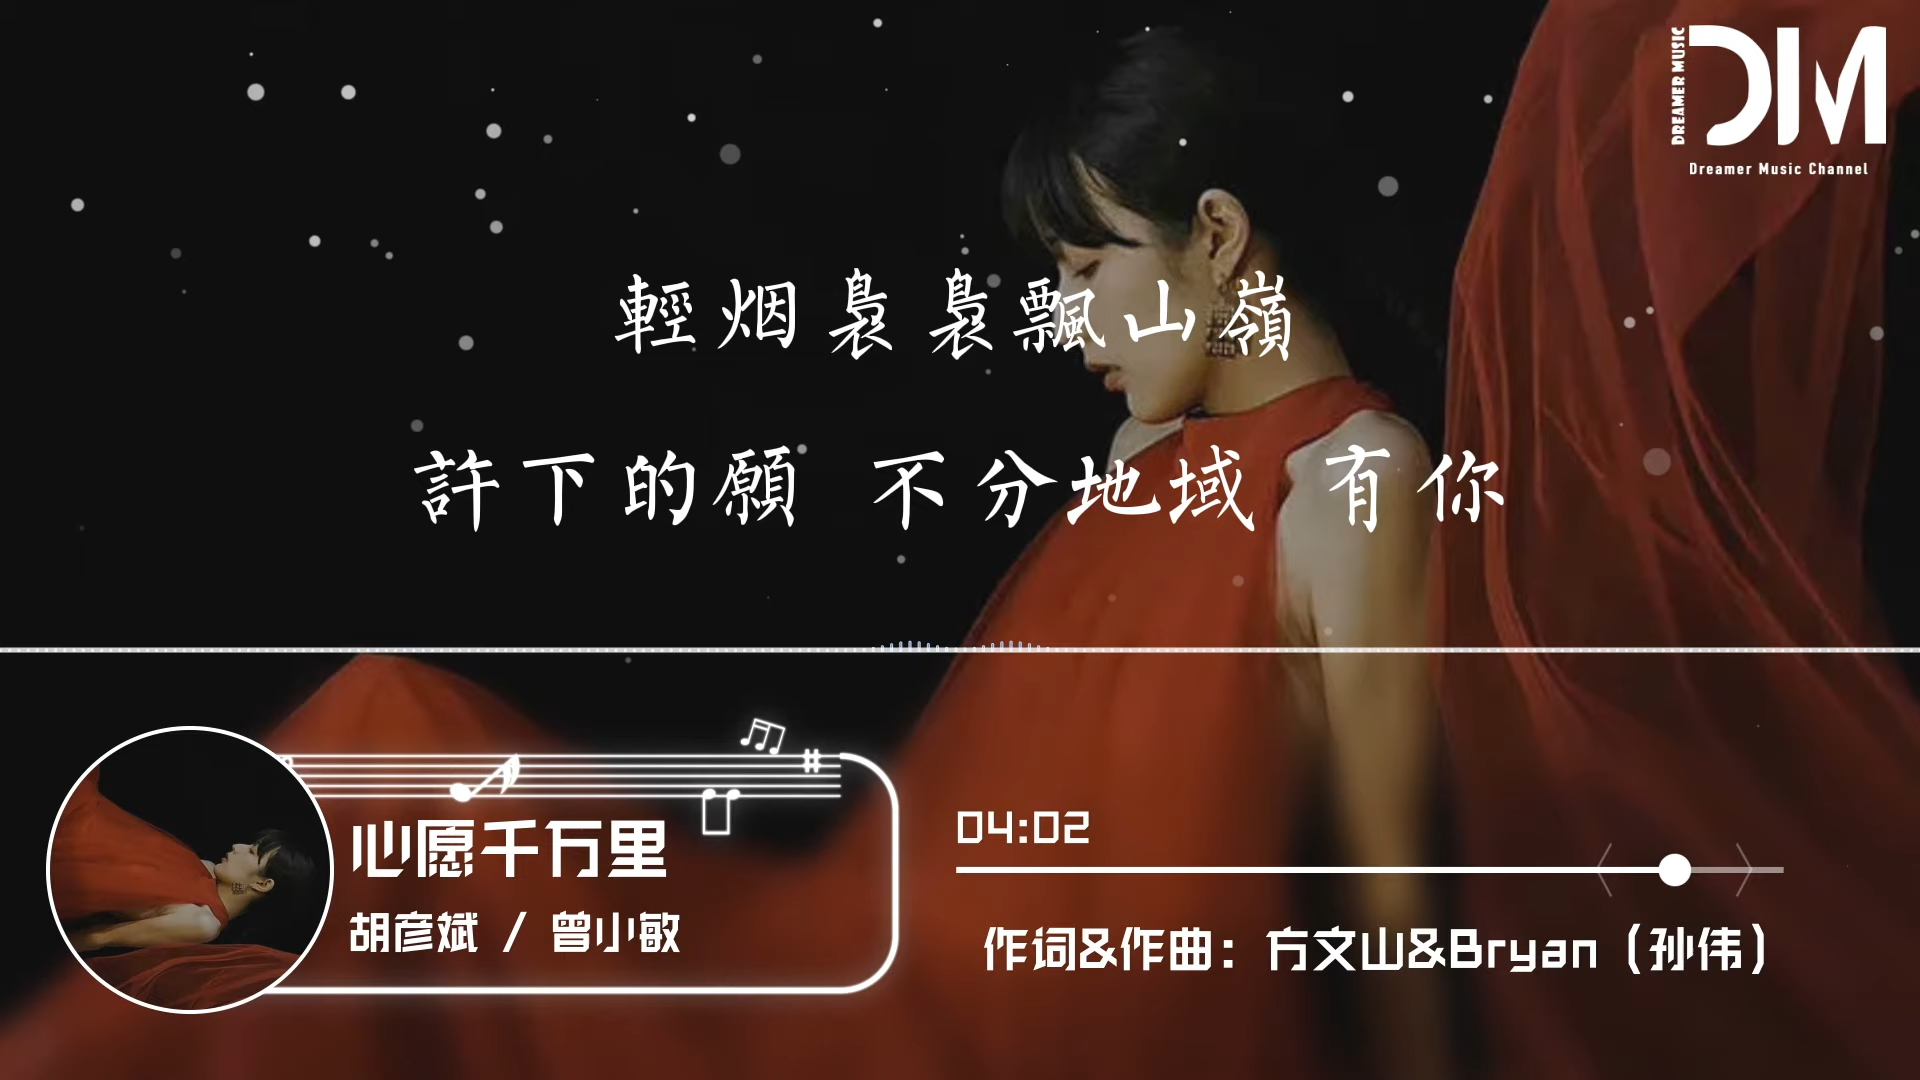 DREAMER MUSIC
DIM
Dreamer Music Channel
輕烟裊裊飄山嶺
許下的願 不分地域 有你
心愿千万里
胡彦斌 / 曾小敏
04:02
作词&作曲：方文山&Bryan（孙伟）